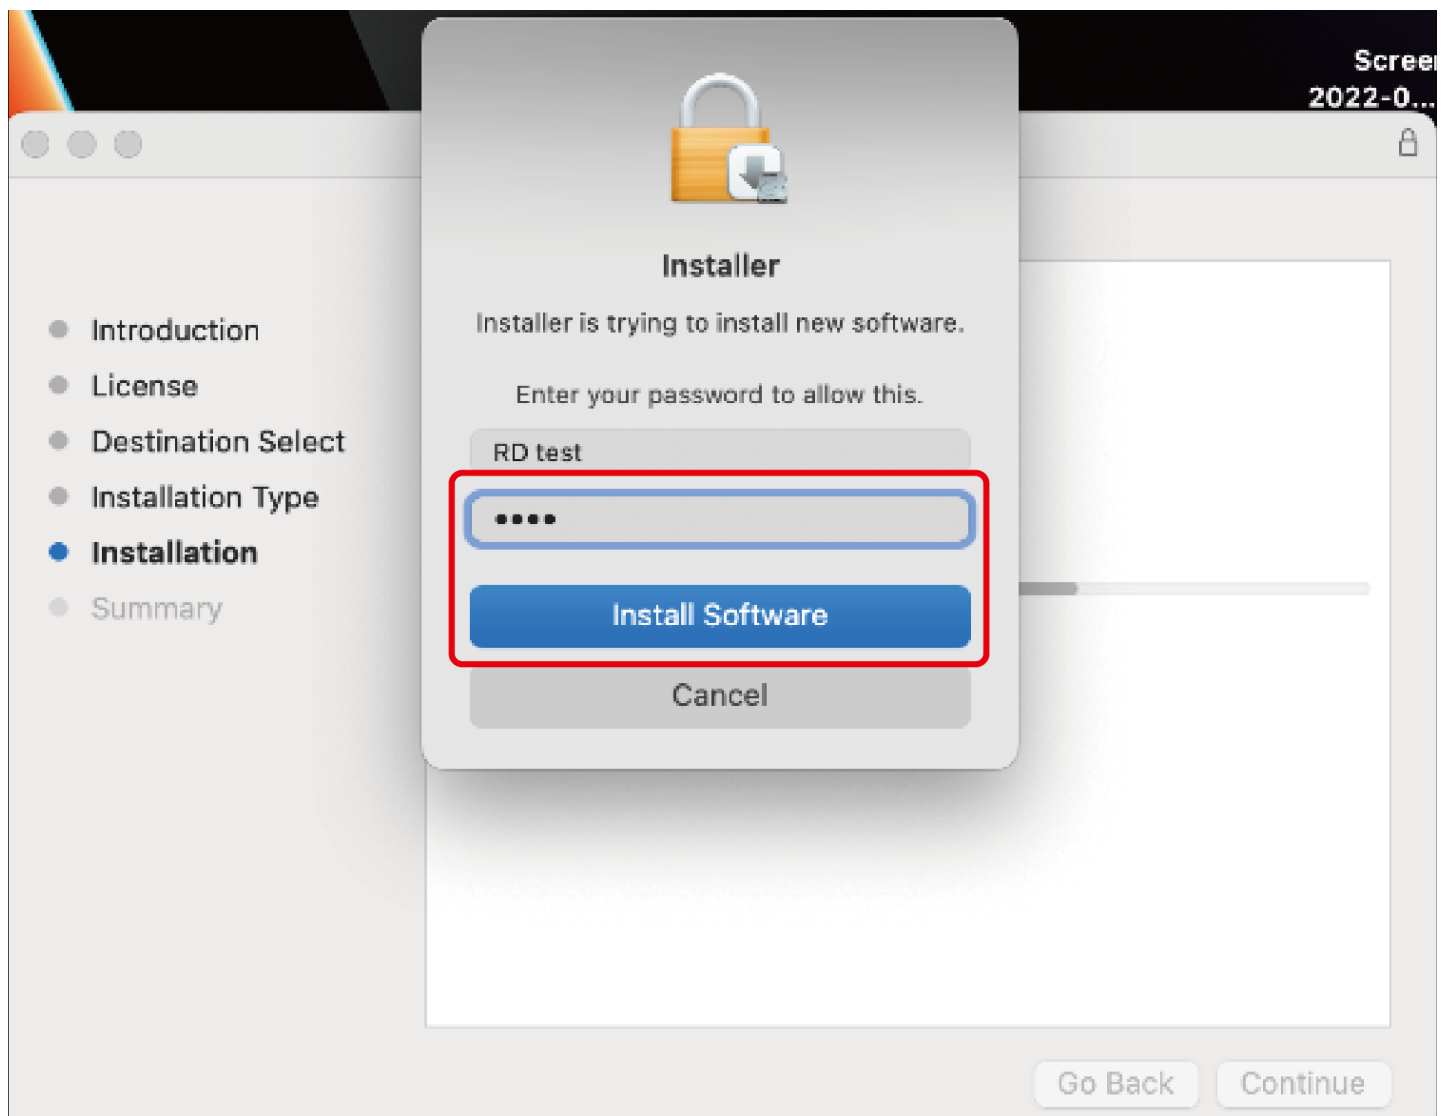 Scree
2022-0...
Installer
Installer is trying to install new software.
Enter your password to allow this.
RD test
••••
Install Software
Cancel
Introduction
License
Destination Select
Installation Type
Installation
Summary
Go Back
Continue